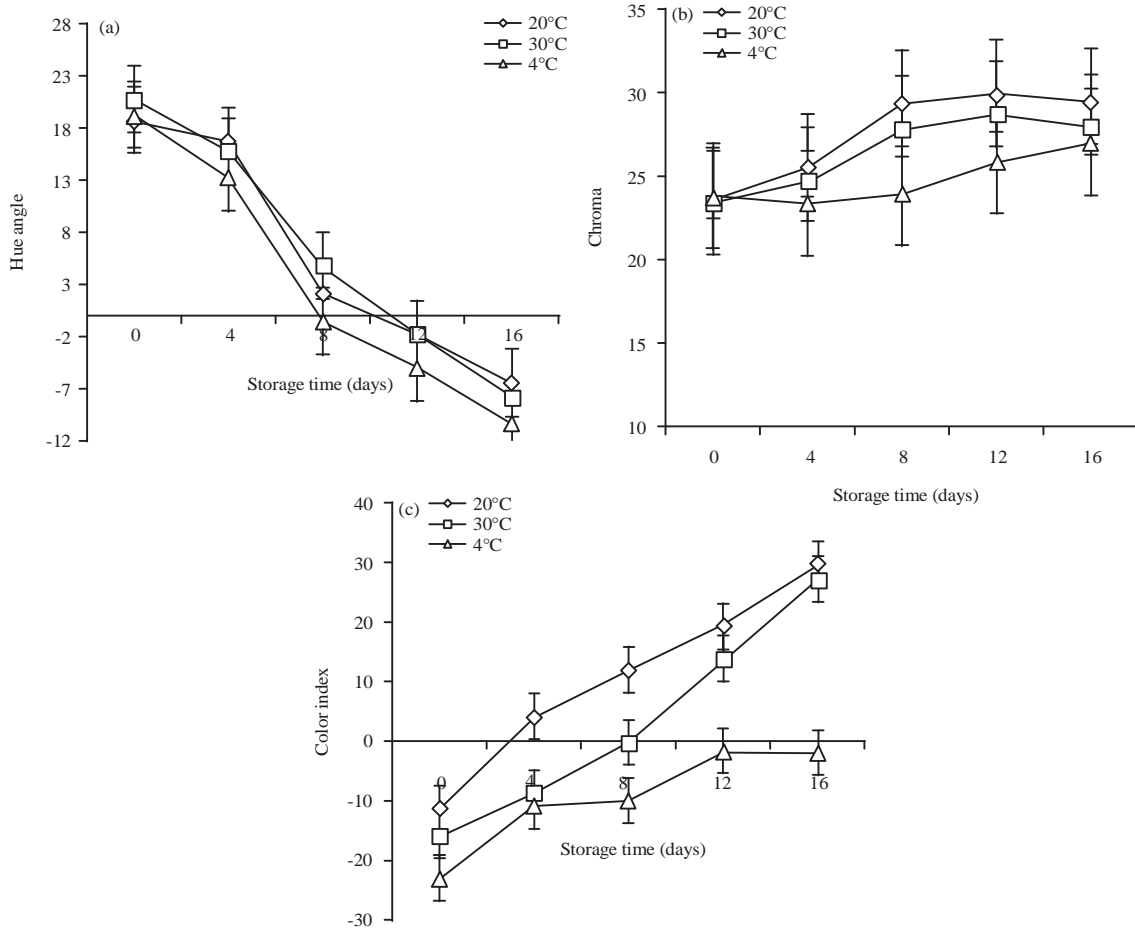 (a)
20°C
30°C
4°C
28
23
18
13
8
3
-2
-7
-12
Hue angle
0 4 8 12 16
Storage time (days)
(b)
20°C
30°C
4°C
35
30
25
20
15
10
Chroma
0 4 8 12 16
Storage time (days)
(c)
20°C
30°C
4°C
40
30
20
10
0
-10
-20
-30
Color index
0 4 8 12 16
Storage time (days)